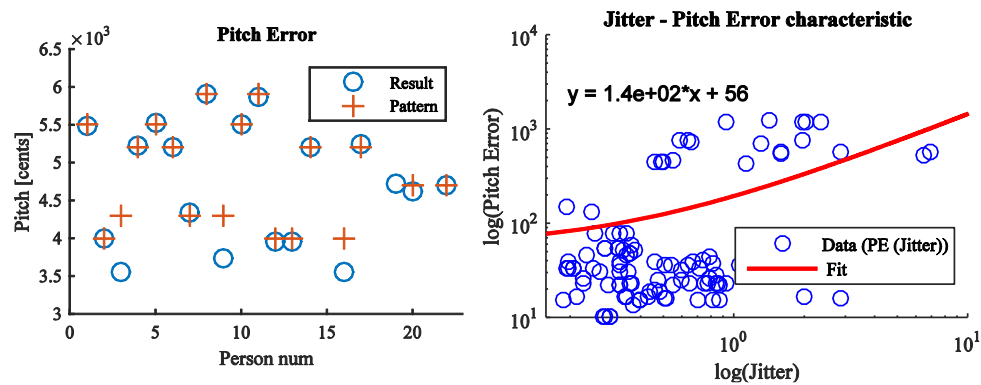 Pitch Error
×10³
6.5
6
5.5
5
4.5
4
3.5
3
Pitch [cents]
0
5
10
15
20
Person num
Result
Pattern
Jitter - Pitch Error characteristic
10⁴
10³
10²
10¹
log(Pitch Error)
y = 1.4e+02*x + 56
Data (PE (Jitter))
Fit
10⁰
10¹
log(Jitter)